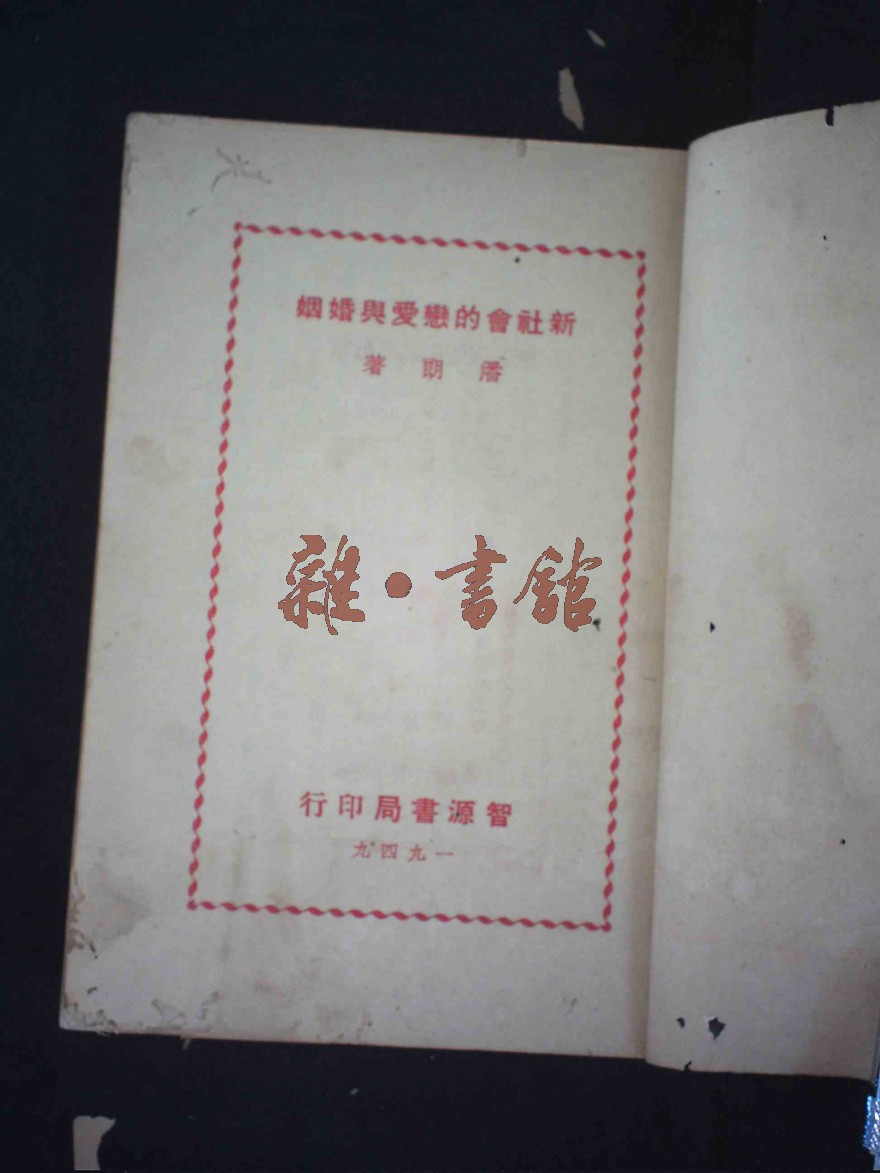 新社會的戀愛與婚姻
潘朗著
雜·書館
智源書局印行
一九四九